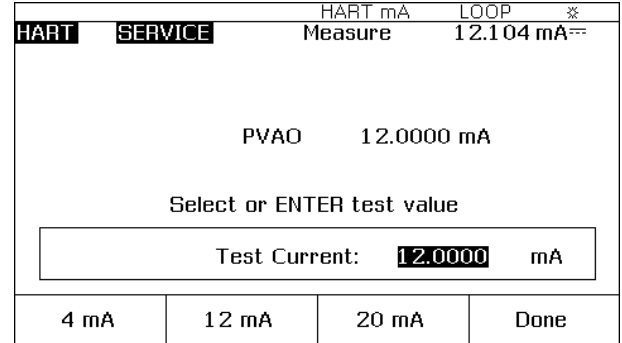 HART mA LOOP
HART SERVICE Measure 12.104 mA
PVAO 12.0000 mA
Select or ENTER test value
Test Current: 12.0000 mA
4 mA 12 mA 20 mA Done